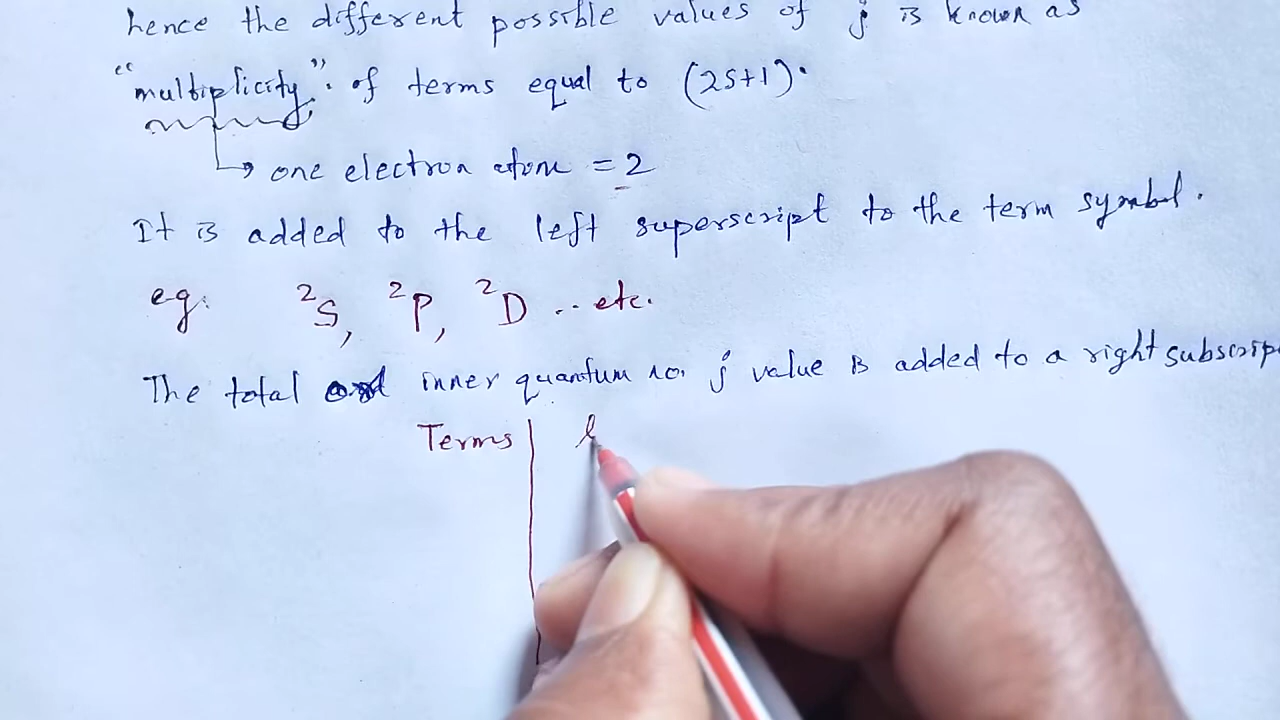 hence the different possible values of j is known as
"multiplicity". of terms equal to (2S+1).
→ one electron atom = 2
It is added to the left superscript to the term symbol.
eg: ²S, ²P, ²D ... etc.
The total inner quantum no. j value is added to a right subscrip
Terms | l